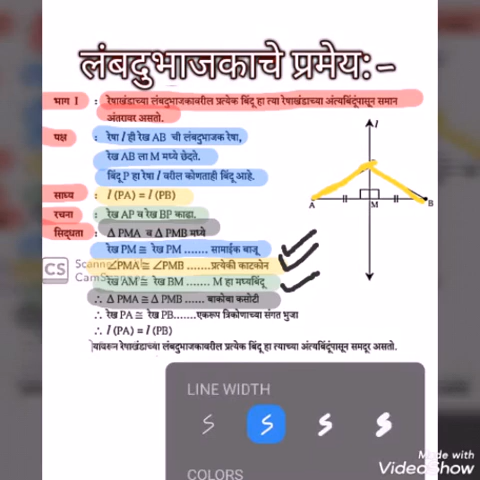 लंबदुभाजकाचे प्रमेय:-
भाग I : रेषाखंडाच्या लंबदुभाजकावरील प्रत्येक बिंदू हा त्या रेषाखंडाच्या अंत्यबिंदूंपासून समान
अंतरावर असतो.
पक्ष : रेषा l ही रेख AB ची लंबदुभाजक रेषा,
रेख AB ला M मध्ये छेदते.
बिंदू P हा रेषा l वरील कोणताही बिंदू आहे.
साध्य : l (PA) = l (PB)
रचना : रेख AP व रेख BP काढा.
सिद्धता : Δ PMA व Δ PMB मध्ये
रेख PM ≅ रेख PM ....... सामाईक बाजू
∠PMA ≅ ∠PMB .......प्रत्येकी काटकोन
रेख AM ≅ रेख BM ....... M हा मध्यबिंदू
∴ Δ PMA ≅ Δ PMB ...... बाकोबा कसोटी
∴ रेख PA ≅ रेख PB.......एकरूप त्रिकोणाच्या संगत भुजा
∴ l (PA) = l (PB)
यावरून रेषाखंडाच्या लंबदुभाजकावरील प्रत्येक बिंदू हा त्याच्या अंत्यबिंदूंपासून समदूर असतो.
l
A
M
B
CS
LINE WIDTH
COLORS
Made with
VideoShow